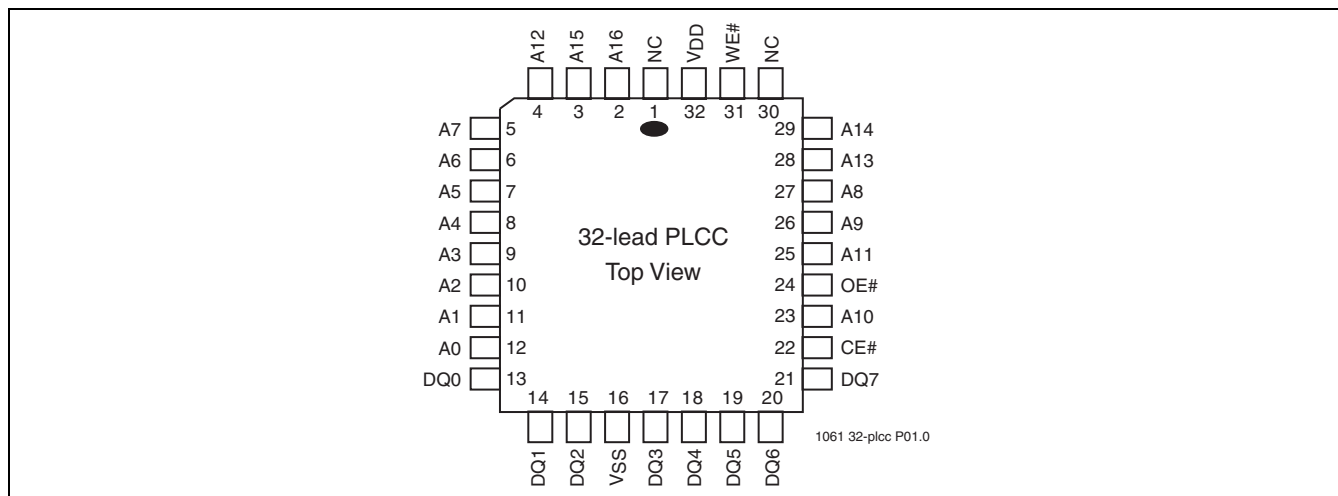 A12 A15 A16 NC VDD WE# NC
4 3 2 1 32 31 30
A7 5 29 A14
A6 6 28 A13
A5 7 27 A8
A4 8 26 A9
A3 9 32-lead PLCC 25 A11
A2 10 Top View 24 OE#
A1 11 23 A10
A0 12 22 CE#
DQ0 13 21 DQ7
14 15 16 17 18 19 20
DQ1 DQ2 VSS DQ3 DQ4 DQ5 DQ6
1061 32-plcc P01.0